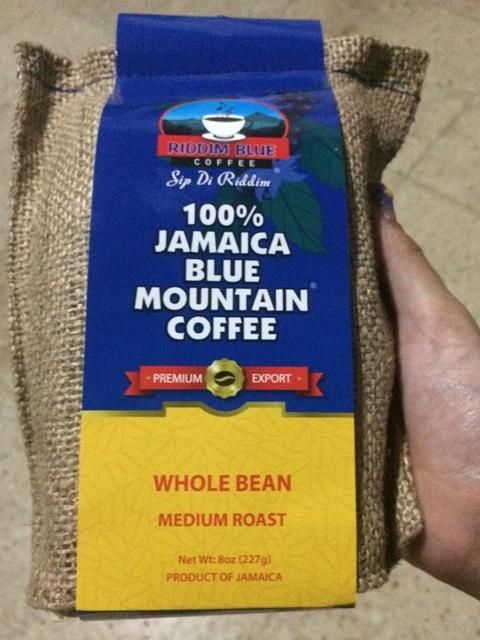 RIDDIM BLUE
COFFEE
Sip Di Riddim
100%
JAMAICA
BLUE
MOUNTAIN®
COFFEE
PREMIUM EXPORT
WHOLE BEAN
MEDIUM ROAST
Net Wt: 8oz (227g)
PRODUCT OF JAMAICA